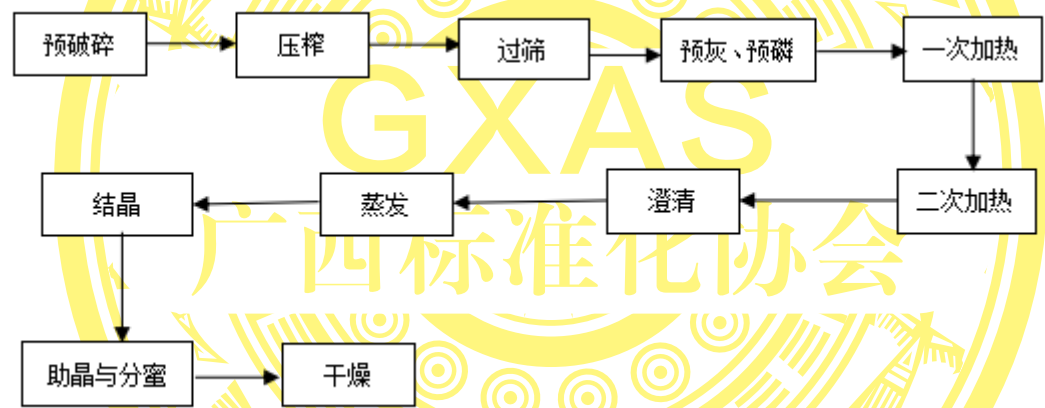 预破碎
压榨
过筛
预灰、预磷
一次加热
GXAS
结晶
蒸发
澄清
二次加热
广西标准化协会
助晶与分蜜
干燥